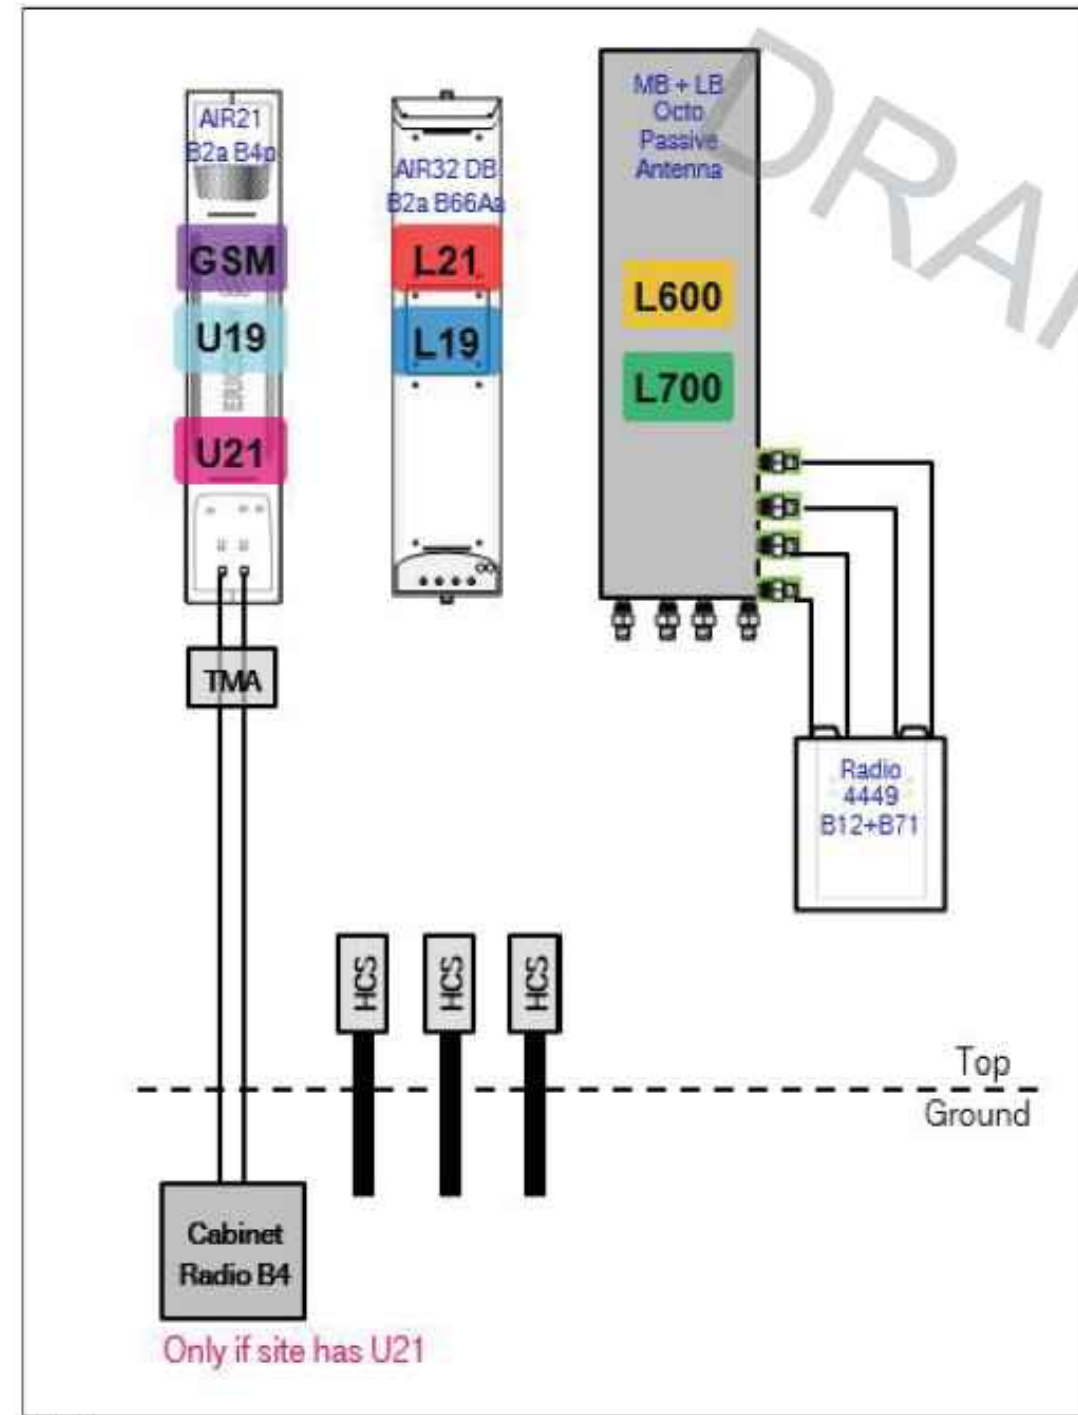 AIR21
B2a B4p
GSM
U19
U21
TMA
AIR32 DB
B2a B66Aa
L21
L19
MB + LB
Octo
Passive
Antenna
L600
L700
Radio
4449
B12+B71
HCS
HCS
HCS
Top
Ground
Cabinet
Radio B4
Only if site has U21